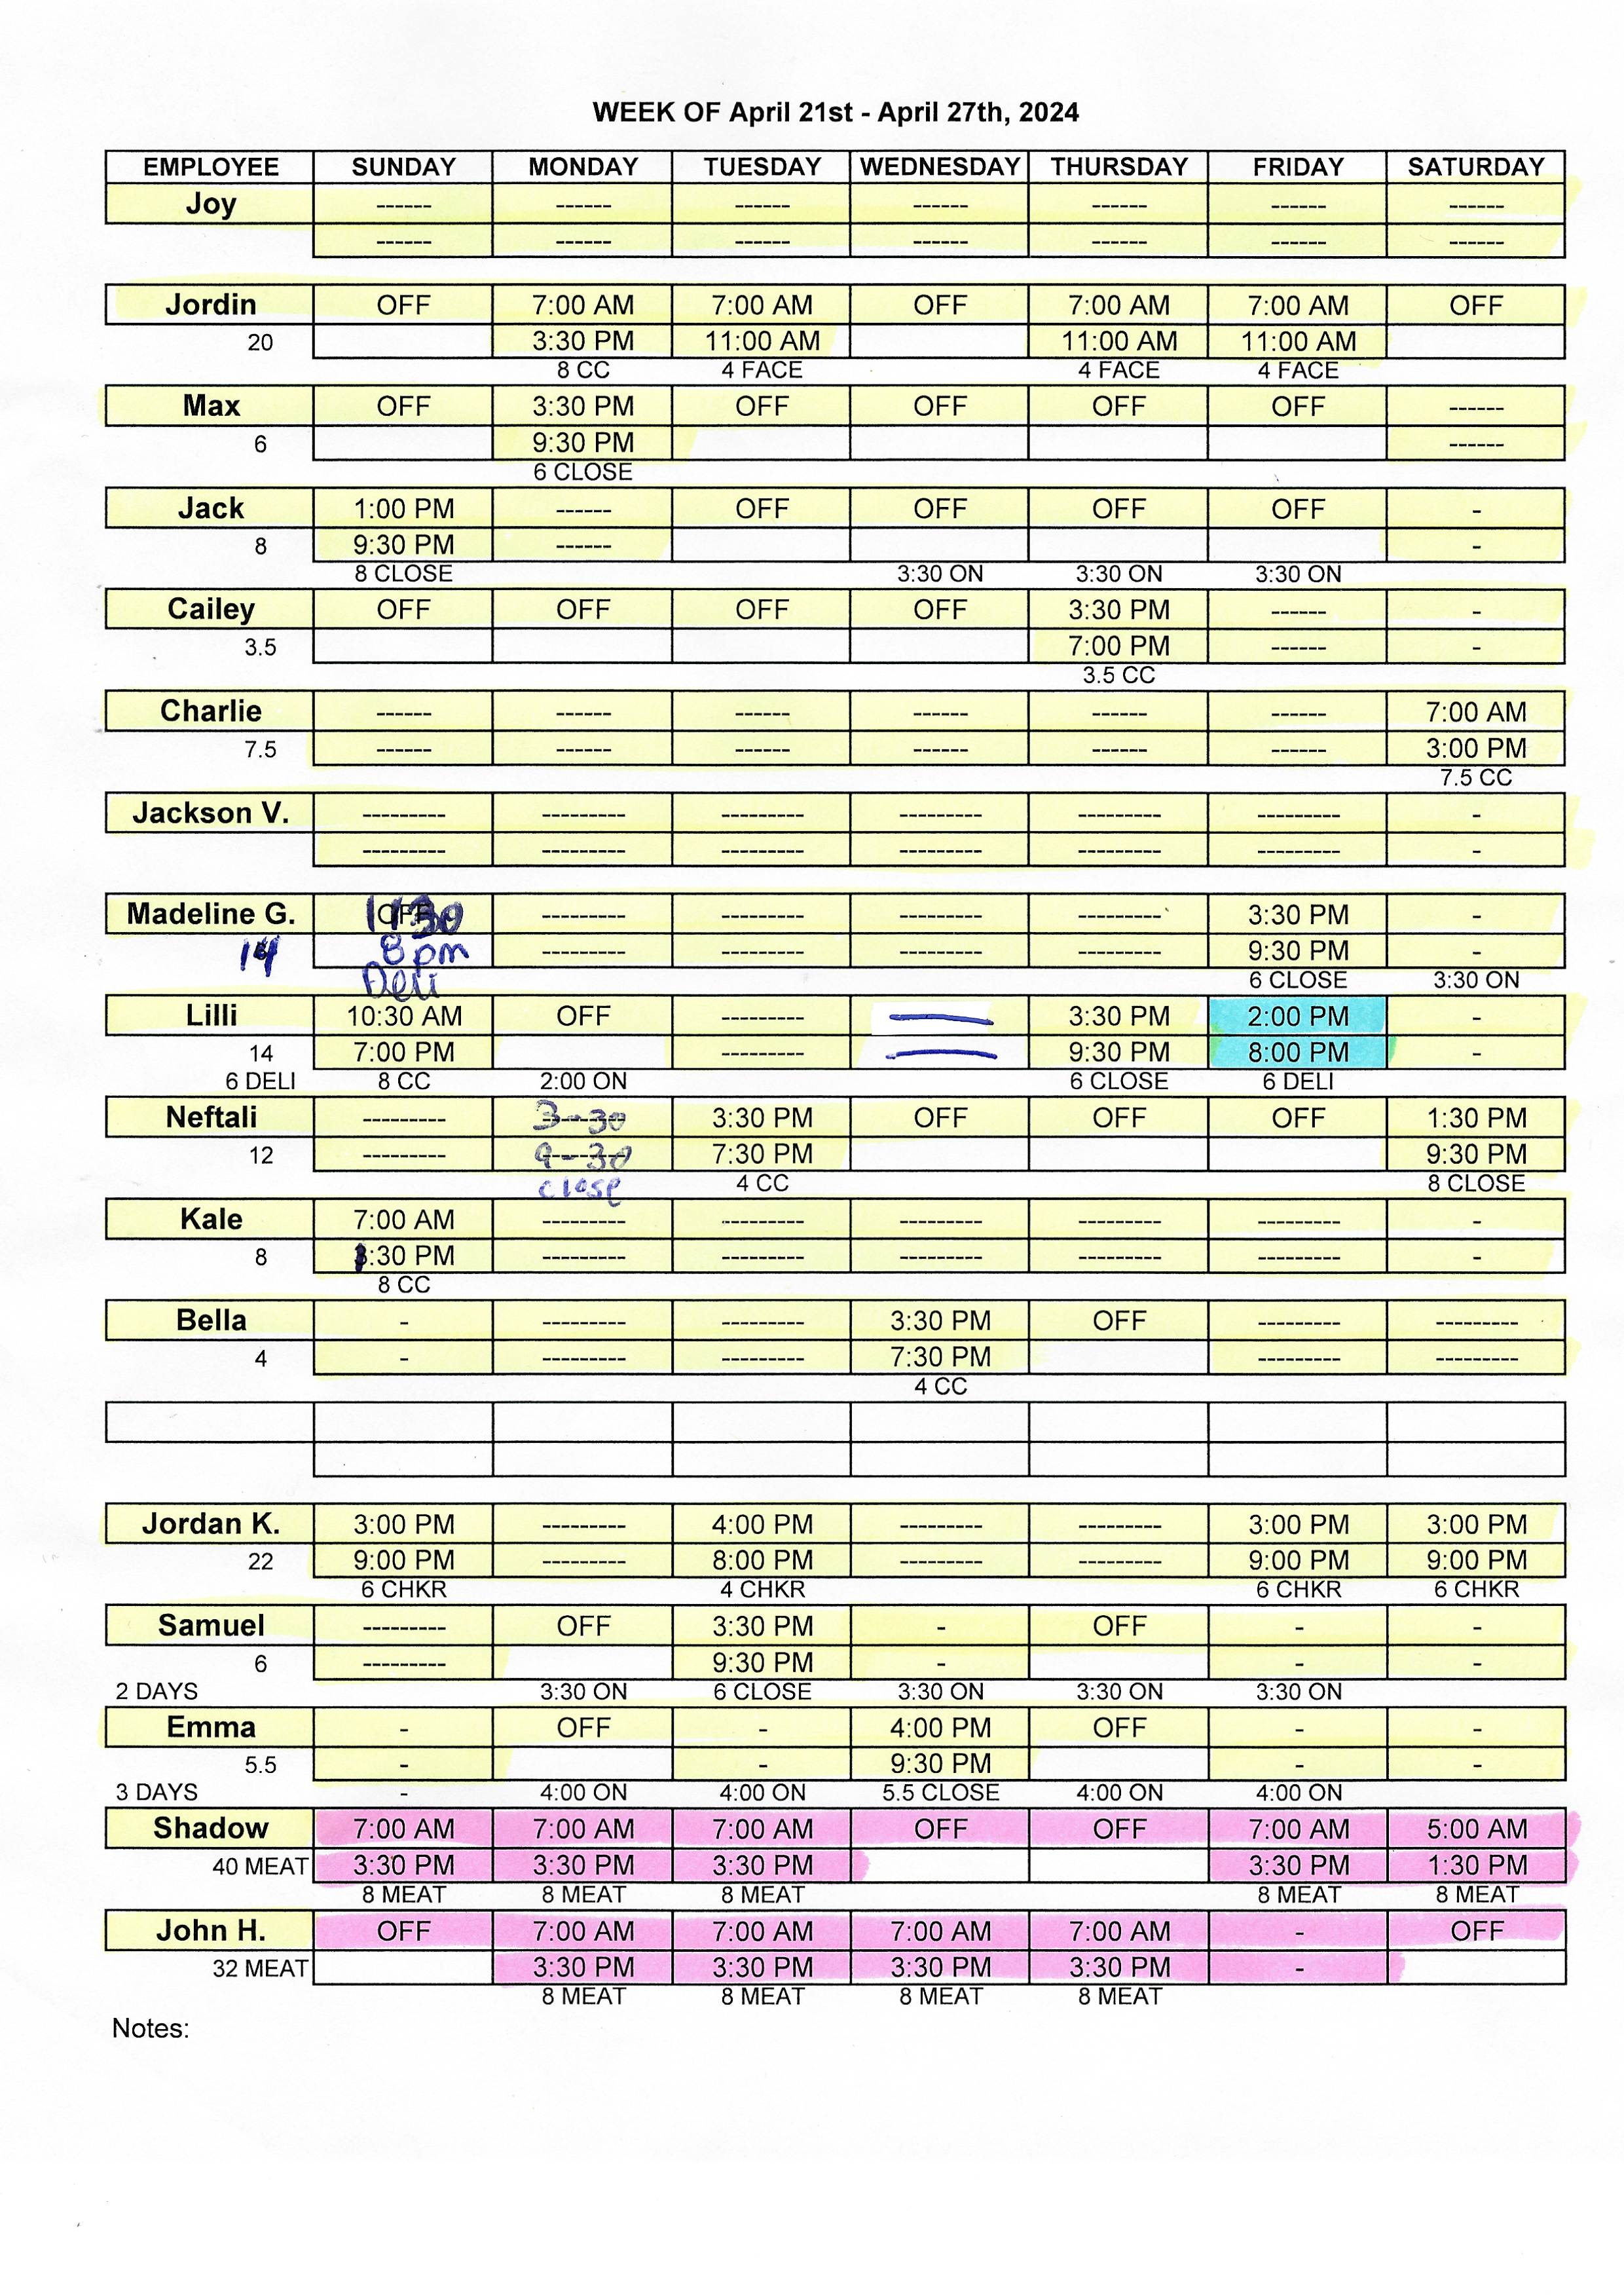 WEEK OF April 21st - April 27th, 2024
EMPLOYEE SUNDAY MONDAY TUESDAY WEDNESDAY THURSDAY FRIDAY SATURDAY
Joy ------ ------ ------ ------ ------ ------ ------
------ ------ ------ ------ ------ ------ ------
Jordin OFF 7:00 AM 7:00 AM OFF 7:00 AM 7:00 AM OFF
20 3:30 PM 11:00 AM 11:00 AM 11:00 AM
8 CC 4 FACE 4 FACE 4 FACE
Max OFF 3:30 PM OFF OFF OFF OFF ------
6 9:30 PM ------
6 CLOSE
Jack 1:00 PM ------ OFF OFF OFF OFF -
8 9:30 PM ------ -
8 CLOSE 3:30 ON 3:30 ON 3:30 ON
Cailey OFF OFF OFF OFF 3:30 PM ------ -
3.5 7:00 PM ------ -
3.5 CC
Charlie ------ ------ ------ ------ ------ ------ 7:00 AM
7.5 ------ ------ ------ ------ ------ ------ 3:00 PM
7.5 CC
Jackson V. --------- --------- --------- --------- --------- --------- -
--------- --------- --------- --------- --------- --------- -
Madeline G. OFF 11:30 --------- --------- --------- --------- 3:30 PM -
14 8 pm --------- --------- --------- --------- 9:30 PM -
Deli 6 CLOSE 3:30 ON
Lilli 10:30 AM OFF --------- 3:30 PM 2:00 PM -
14 7:00 PM --------- 9:30 PM 8:00 PM -
6 DELI 8 CC 2:00 ON 6 CLOSE 6 DELI
Neftali --------- 3-30 3:30 PM OFF OFF OFF 1:30 PM
12 --------- 9-30 7:30 PM 9:30 PM
close 4 CC 8 CLOSE
Kale 7:00 AM --------- --------- --------- --------- --------- -
8 :30 PM --------- --------- --------- --------- --------- -
8 CC
Bella - --------- --------- 3:30 PM OFF --------- ---------
4 - --------- --------- 7:30 PM --------- ---------
4 CC
Jordan K. 3:00 PM --------- 4:00 PM --------- --------- 3:00 PM 3:00 PM
22 9:00 PM --------- 8:00 PM --------- --------- 9:00 PM 9:00 PM
6 CHKR 4 CHKR 6 CHKR 6 CHKR
Samuel --------- OFF 3:30 PM - OFF - -
6 --------- 9:30 PM - - -
2 DAYS 3:30 ON 6 CLOSE 3:30 ON 3:30 ON 3:30 ON
Emma - OFF - 4:00 PM OFF - -
5.5 - - 9:30 PM - -
3 DAYS - 4:00 ON 4:00 ON 5.5 CLOSE 4:00 ON 4:00 ON
Shadow 7:00 AM 7:00 AM 7:00 AM OFF OFF 7:00 AM 5:00 AM
40 MEAT 3:30 PM 3:30 PM 3:30 PM 3:30 PM 1:30 PM
8 MEAT 8 MEAT 8 MEAT 8 MEAT 8 MEAT
John H. OFF 7:00 AM 7:00 AM 7:00 AM 7:00 AM - OFF
32 MEAT 3:30 PM 3:30 PM 3:30 PM 3:30 PM -
8 MEAT 8 MEAT 8 MEAT 8 MEAT
Notes: